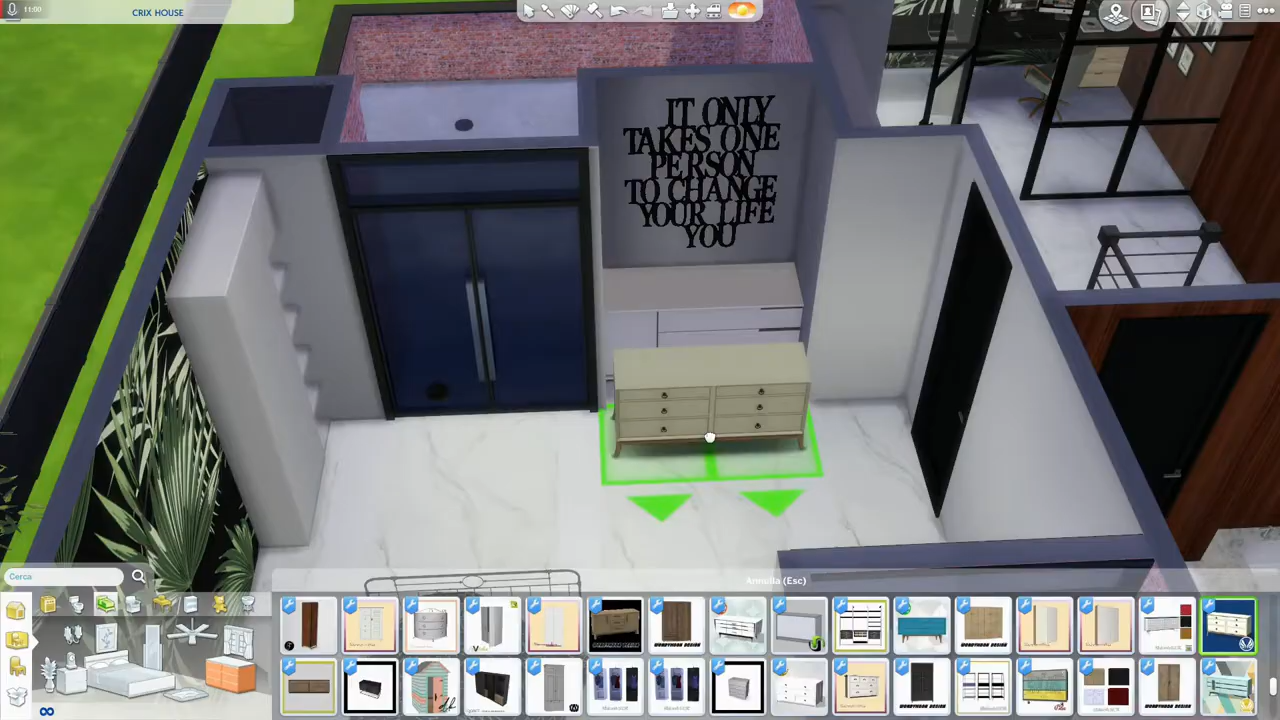 11:00
CRIX HOUSE
IT ONLY
TAKES ONE
PERSON
TO CHANGE
YOUR LIFE
YOU
Annulla (Esc)
Cerca